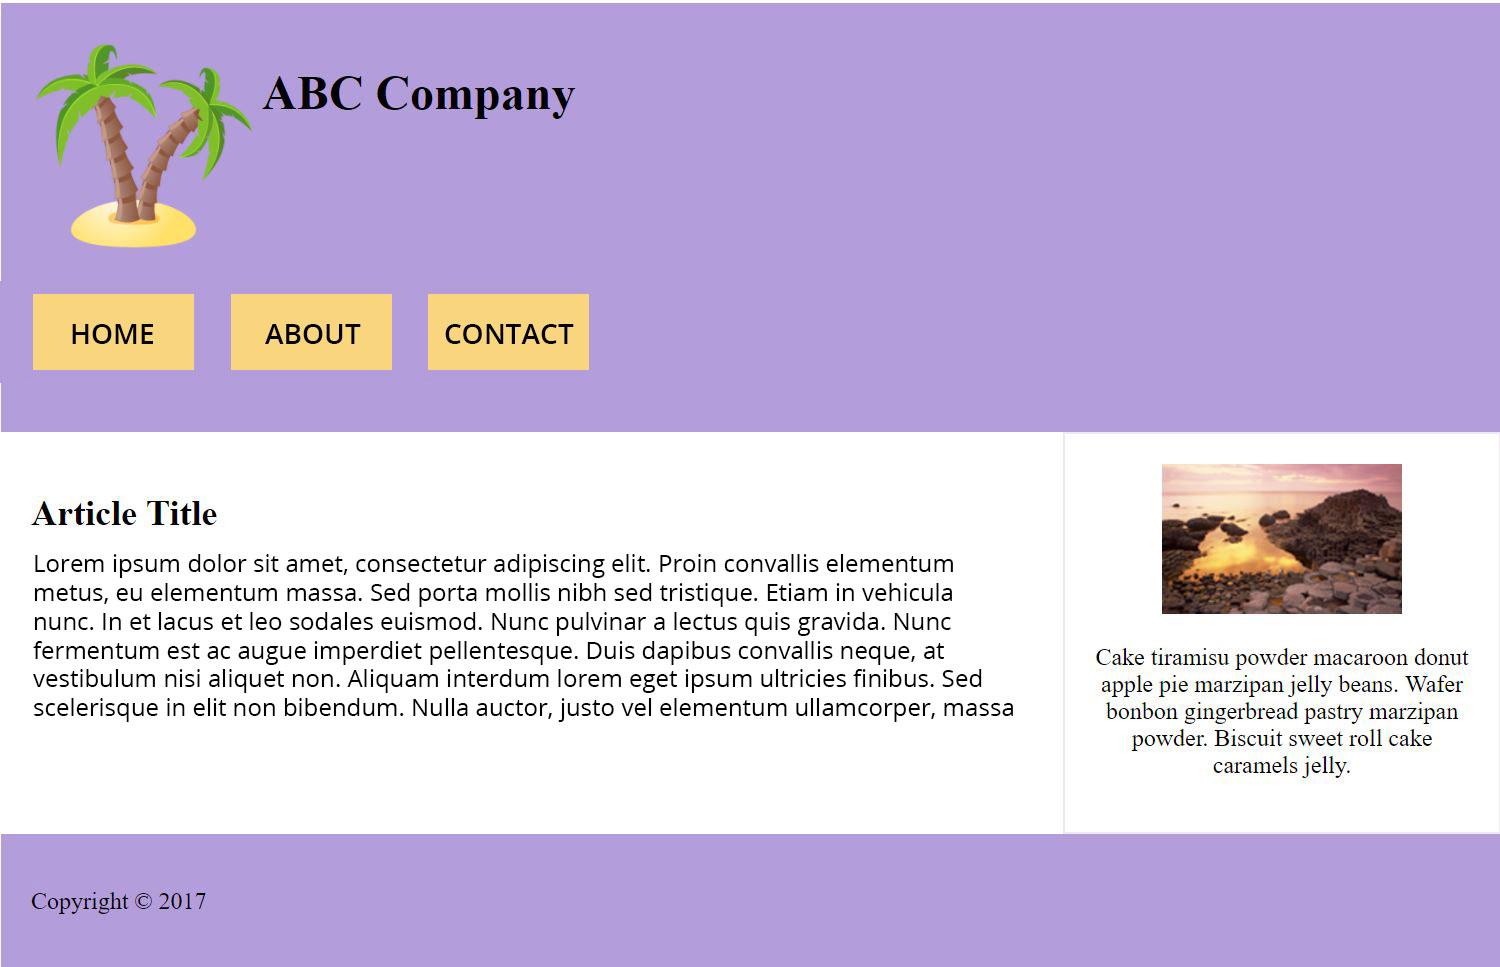 ABC Company
HOME
ABOUT
CONTACT
Article Title
Lorem ipsum dolor sit amet, consectetur adipiscing elit. Proin convallis elementum
metus, eu elementum massa. Sed porta mollis nibh sed tristique. Etiam in vehicula
nunc. In et lacus et leo sodales euismod. Nunc pulvinar a lectus quis gravida. Nunc
fermentum est ac augue imperdiet pellentesque. Duis dapibus convallis neque, at
vestibulum nisi aliquet non. Aliquam interdum lorem eget ipsum ultricies finibus. Sed
scelerisque in elit non bibendum. Nulla auctor, justo vel elementum ullamcorper, massa
Cake tiramisu powder macaroon donut
apple pie marzipan jelly beans. Wafer
bonbon gingerbread pastry marzipan
powder. Biscuit sweet roll cake
caramels jelly.
Copyright © 2017